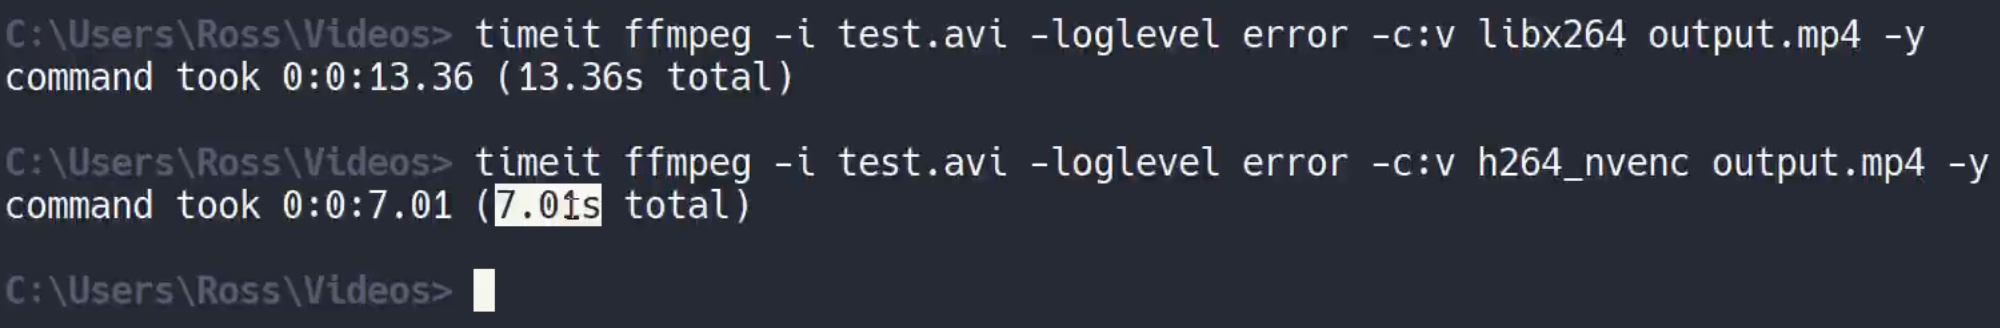 C:\Users\Ross\Videos> timeit ffmpeg -i test.avi -loglevel error -c:v libx264 output.mp4 -y
command took 0:0:13.36 (13.36s total)
C:\Users\Ross\Videos> timeit ffmpeg -i test.avi -loglevel error -c:v h264_nvenc output.mp4 -y
command took 0:0:7.01 (7.01s total)
C:\Users\Ross\Videos>